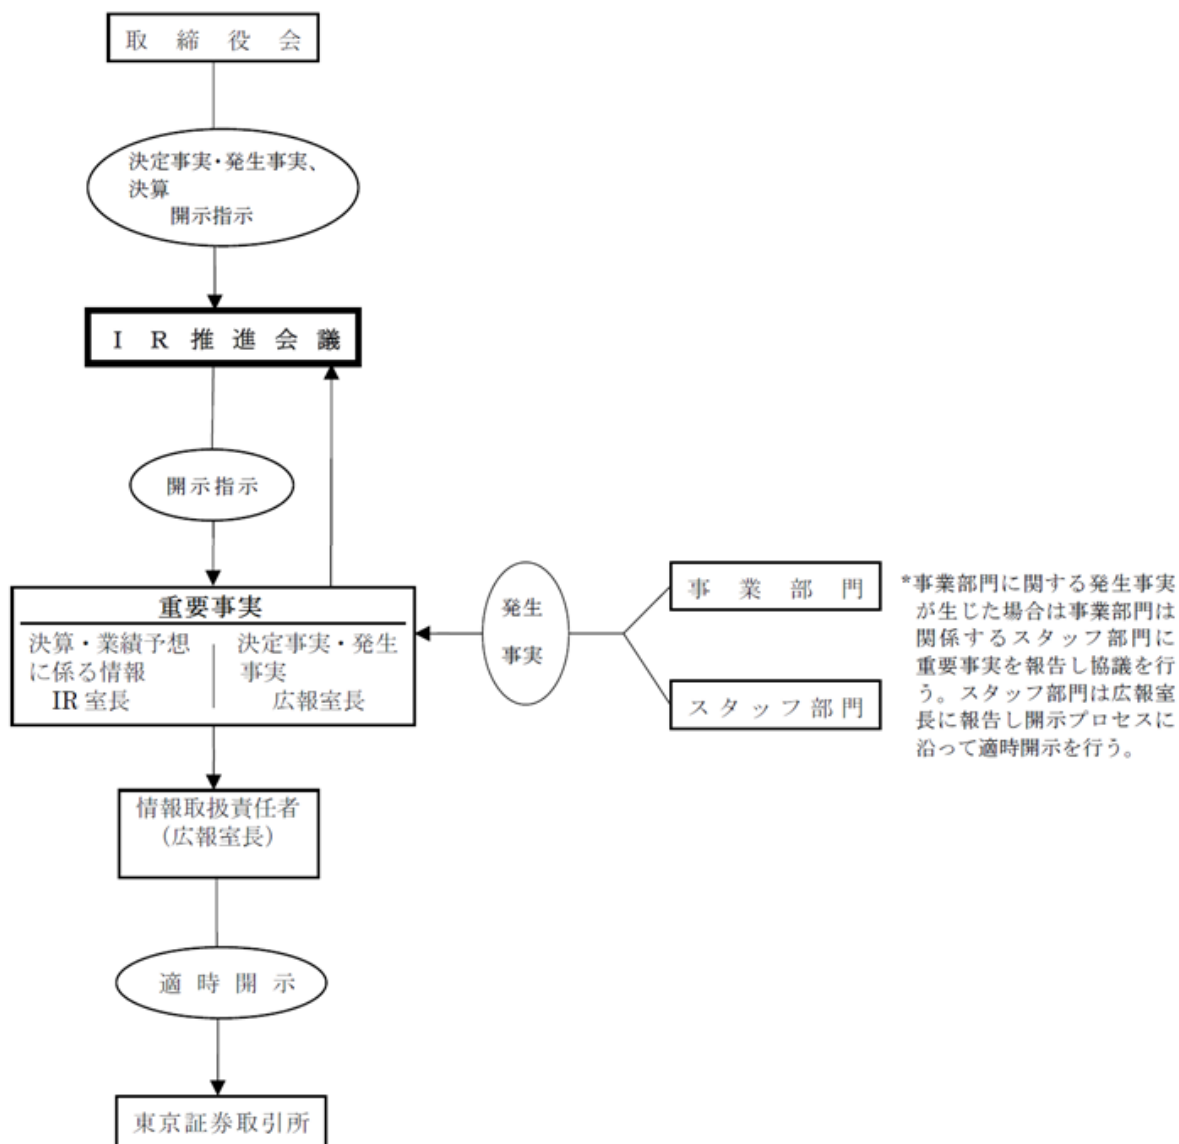 取締役会
決定事実・発生事実、
決算
開示指示
IR推進会議
開示指示
重要事実
決算・業績予想
に係る情報
IR室長
決定事実・発生
事実
広報室長
発生
事実
事業部門
スタッフ部門
*事業部門に関する発生事実
が生じた場合は事業部門は
関係するスタッフ部門に
重要事実を報告し協議を行
う。スタッフ部門は広報室
長に報告し開示プロセスに
沿って適時開示を行う。
情報取扱責任者
(広報室長)
適時開示
東京証券取引所